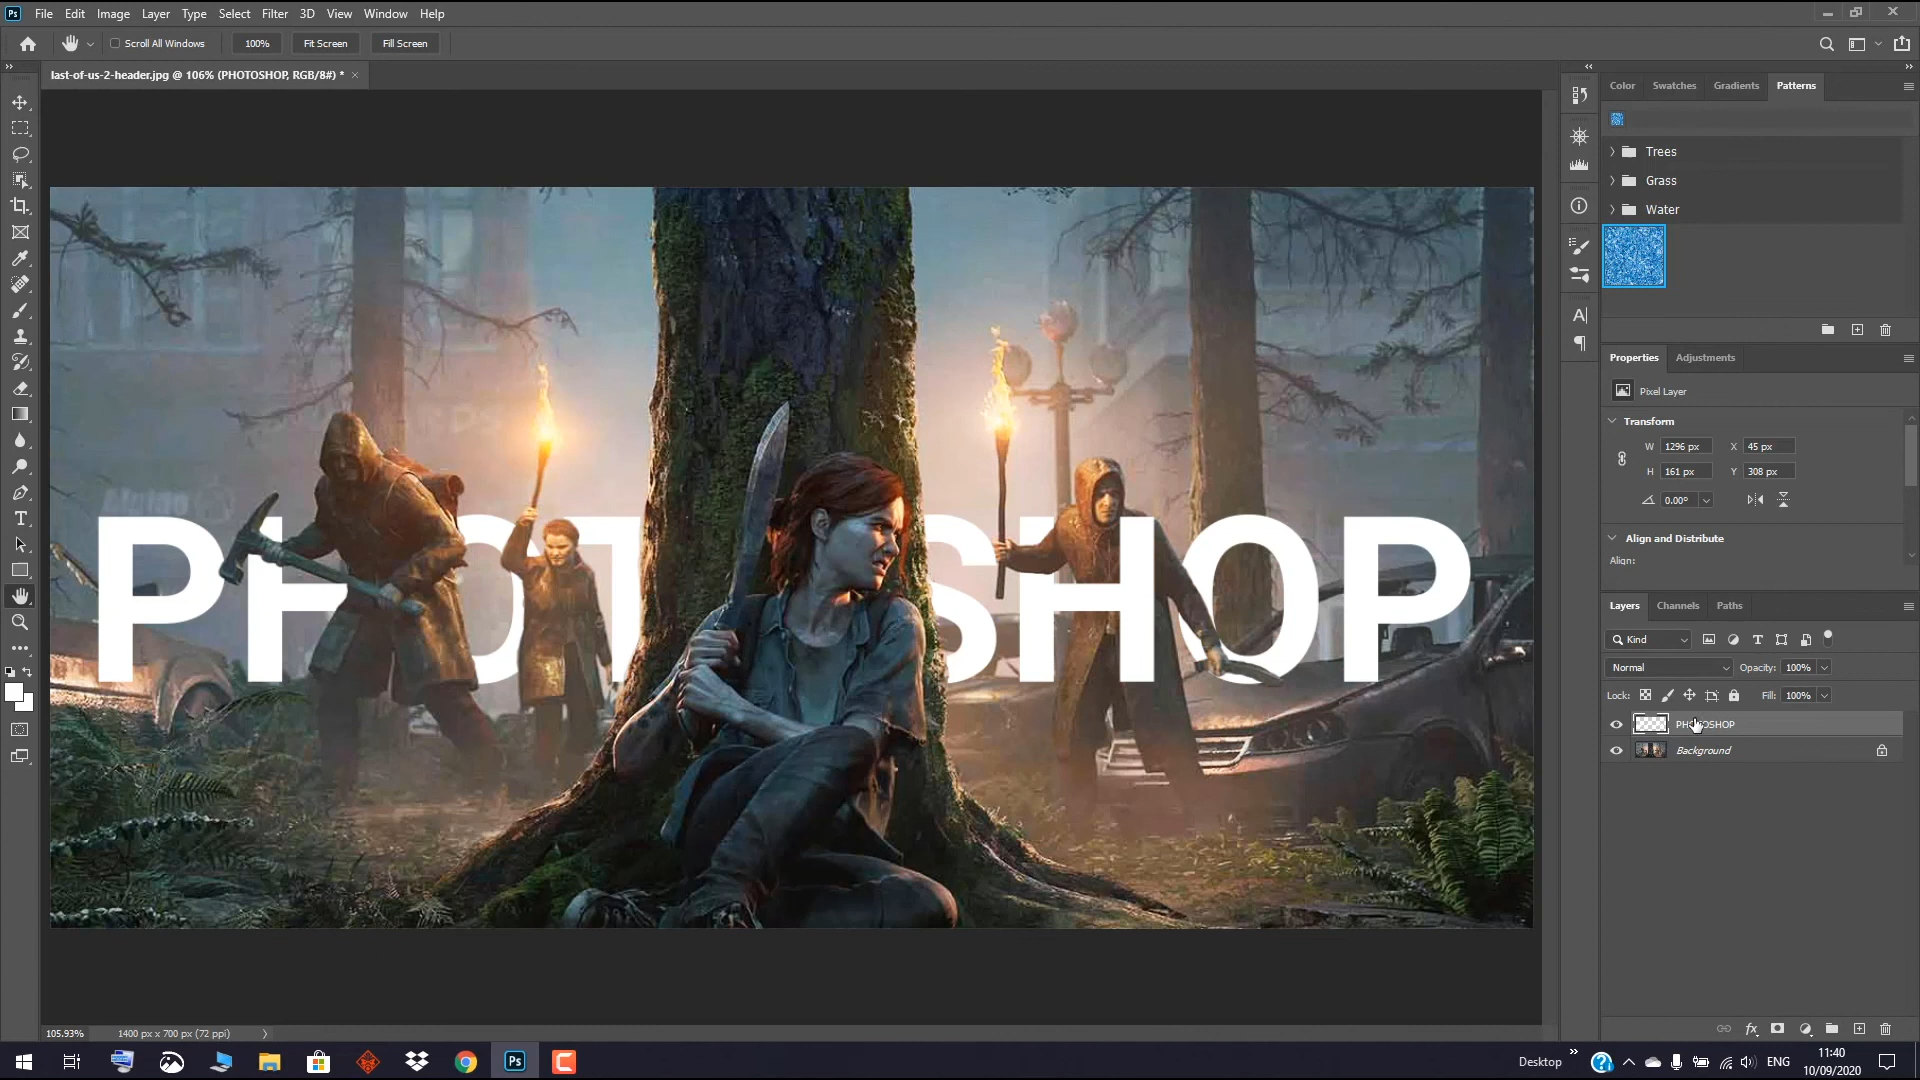 Ps File Edit Image Layer Type Select Filter 3D View Window Help
Scroll All Windows 100% Fit Screen Fill Screen
last-of-us-2-header.jpg @ 106% (PHOTOSHOP, RGB/8#) * ×
Color Swatches Gradients Patterns
Trees
Grass
Water
Properties Adjustments
Pixel Layer
Transform
W 1296 px X 45 px
H 161 px Y 308 px
0.00°
Align and Distribute
Align:
PHOTOSHOP
Layers Channels Paths
Kind
Normal Opacity: 100%
Lock: Fill: 100%
PHOTOSHOP
Background
fx
105.93% 1400 px x 700 px (72 ppi)
Ps Desktop ENG 11:40
10/09/2020